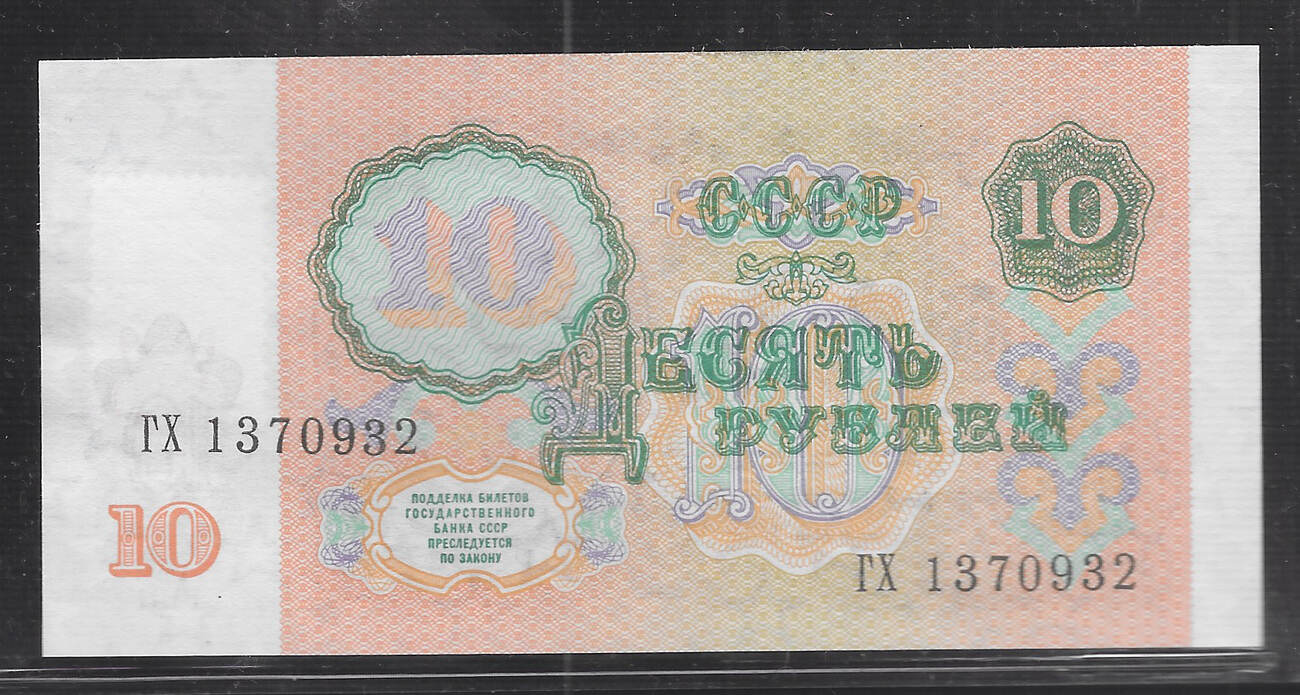 10
СССР
10
10
ДЕСЯТЬ
РУБЛЕЙ
ГХ 1370932
10
ПОДДЕЛКА БИЛЕТОВ
ГОСУДАРСТВЕННОГО
БАНКА СССР
ПРЕСЛЕДУЕТСЯ
ПО ЗАКОНУ
ГХ 1370932